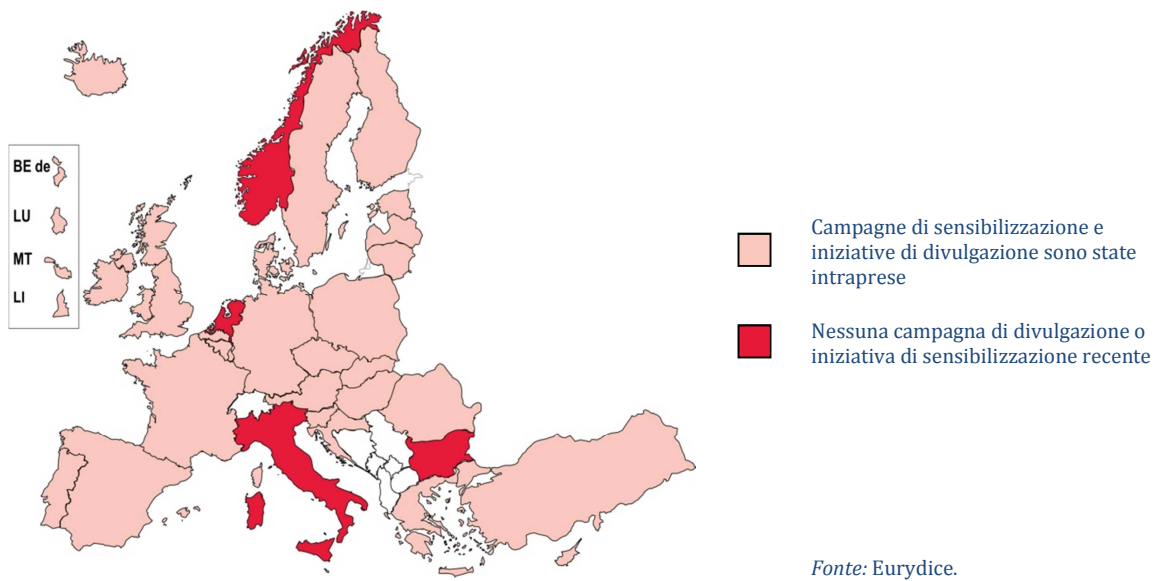 BE de
LU
MT
LI
Campagne di sensibilizzazione e
iniziative di divulgazione sono state
intraprese
Nessuna campagna di divulgazione o
iniziativa di sensibilizzazione recente
Fonte: Eurydice.